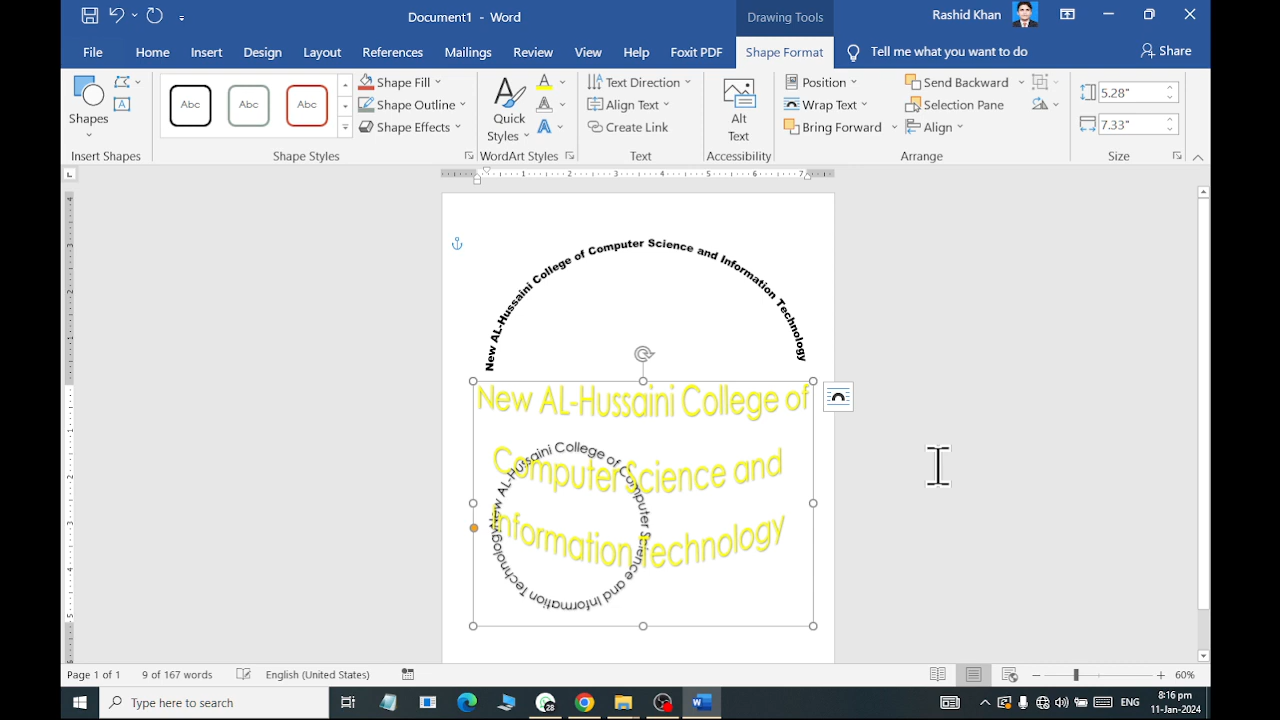 Document1 - Word
Drawing Tools
Rashid Khan
File
Home
Insert
Design
Layout
References
Mailings
Review
View
Help
Foxit PDF
Shape Format
Tell me what you want to do
Share
Shapes
Insert Shapes
Abc
Abc
Abc
Shape Fill
Shape Outline
Shape Effects
Shape Styles
Quick
Styles
WordArt Styles
Text Direction
Align Text
Create Link
Text
Alt
Text
Accessibility
Position
Wrap Text
Bring Forward
Send Backward
Selection Pane
Align
Arrange
5.28"
7.33"
Size
New AL-Hussaini College of Computer Science and Information Technology
New AL-Hussaini College of
Computer Science and
Information Technology
New AL-Hussaini College of Computer Science and Information Technology
Page 1 of 1
9 of 167 words
English (United States)
60%
Type here to search
ENG
8:16 pm
11-Jan-2024